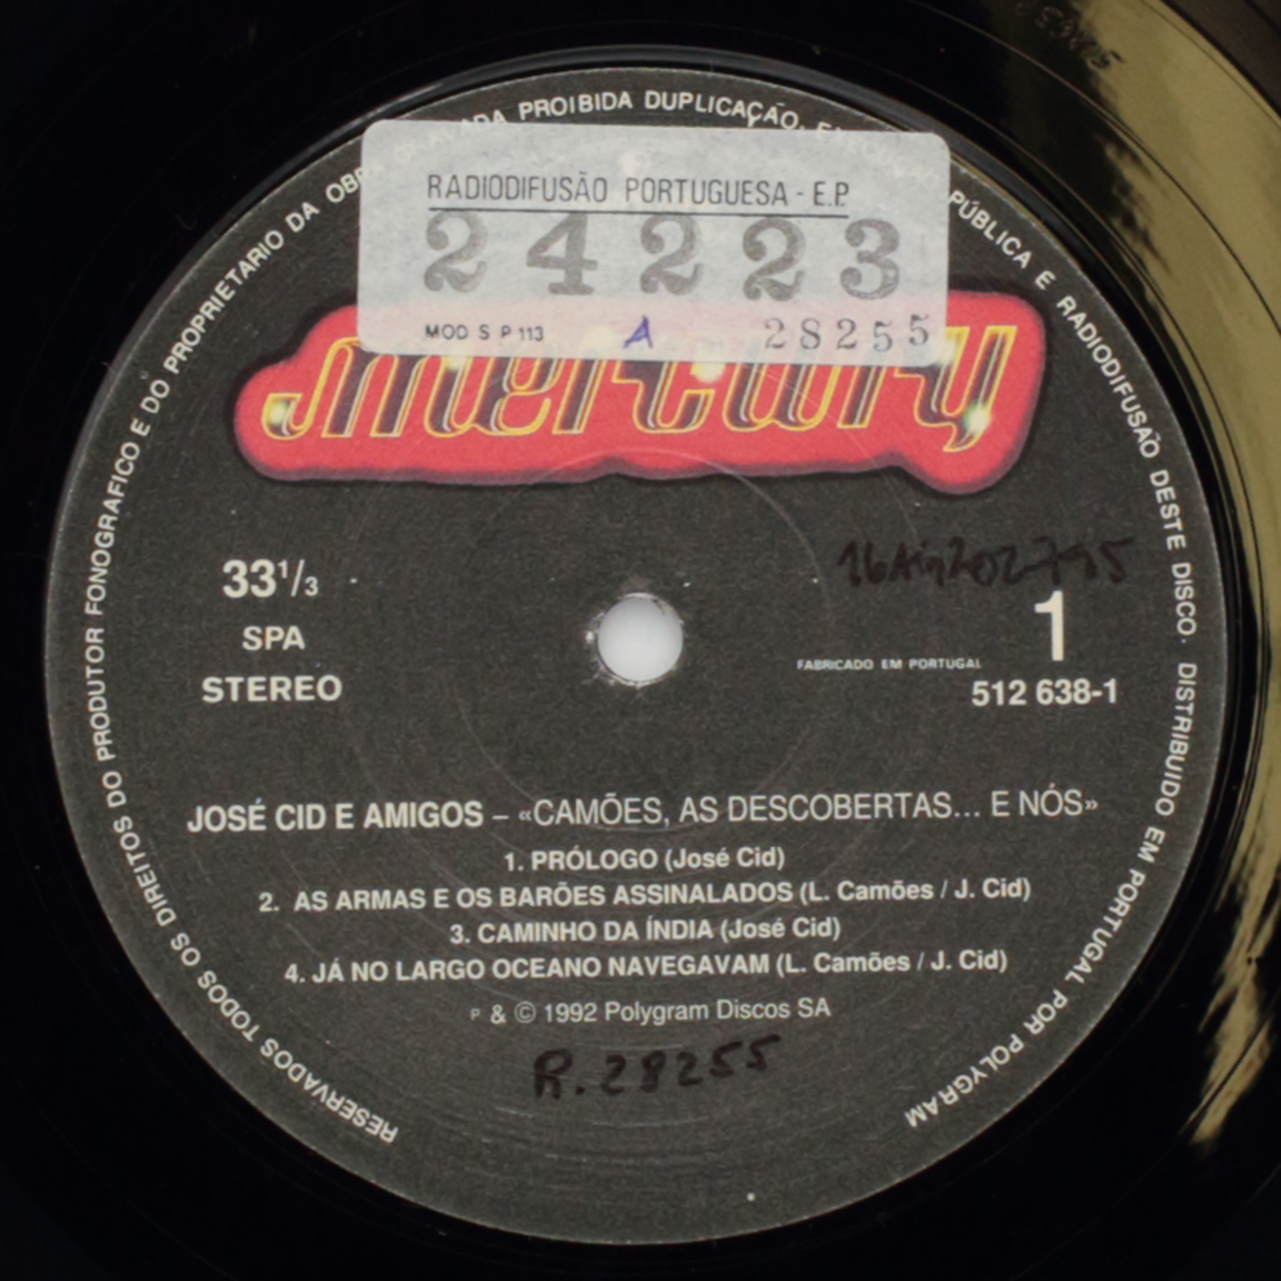 RESERVADOS TODOS OS DIREITOS DO PRODUTOR FONOGRAFICO E DO PROPRIETARIO DA OBRA PROIBIDA DUPLICAÇÃO, PÚBLICA E RADIODIFUSÃO DESTE DISCO. DISTRIBUIDO EM PORTUGAL POR POLYGRAM
RADIODIFUSÃO PORTUGUESA - E.P.
24223
MOD S P 113 A 28255
mercury
33 1/3
SPA
STEREO
1
FABRICADO EM PORTUGAL
512 638-1
JOSÉ CID E AMIGOS – «CAMÕES, AS DESCOBERTAS... E NÓS»
1. PRÓLOGO (José Cid)
2. AS ARMAS E OS BARÕES ASSINALADOS (L. Camões / J. Cid)
3. CAMINHO DA ÍNDIA (José Cid)
4. JÁ NO LARGO OCEANO NAVEGAVAM (L. Camões / J. Cid)
P & © 1992 Polygram Discos SA
R. 28255